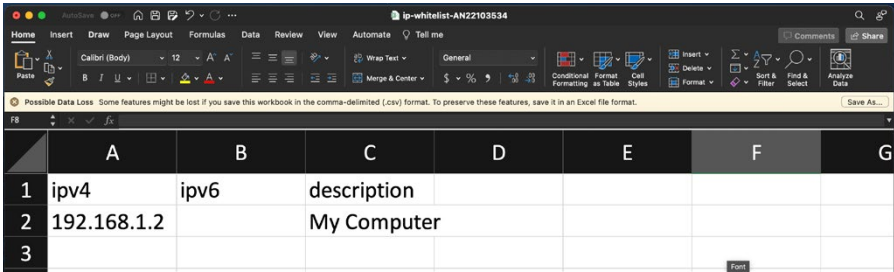 AutoSave OFF ip-whitelist-AN22103534
Home Insert Draw Page Layout Formulas Data Review View Automate Tell me Comments Share
Paste Calibri (Body) 12 A^ A˅ Wrap Text General Conditional Formatting Format as Table Cell Styles Insert Delete Format Sort & Filter Find & Select Analyze Data
B I U A Merge & Center $ % 9
Possible Data Loss Some features might be lost if you save this workbook in the comma-delimited (.csv) format. To preserve these features, save it in an Excel file format. Save As...
F8 fx
A B C D E F G
1 ipv4 ipv6 description
2 192.168.1.2 My Computer
3
Font